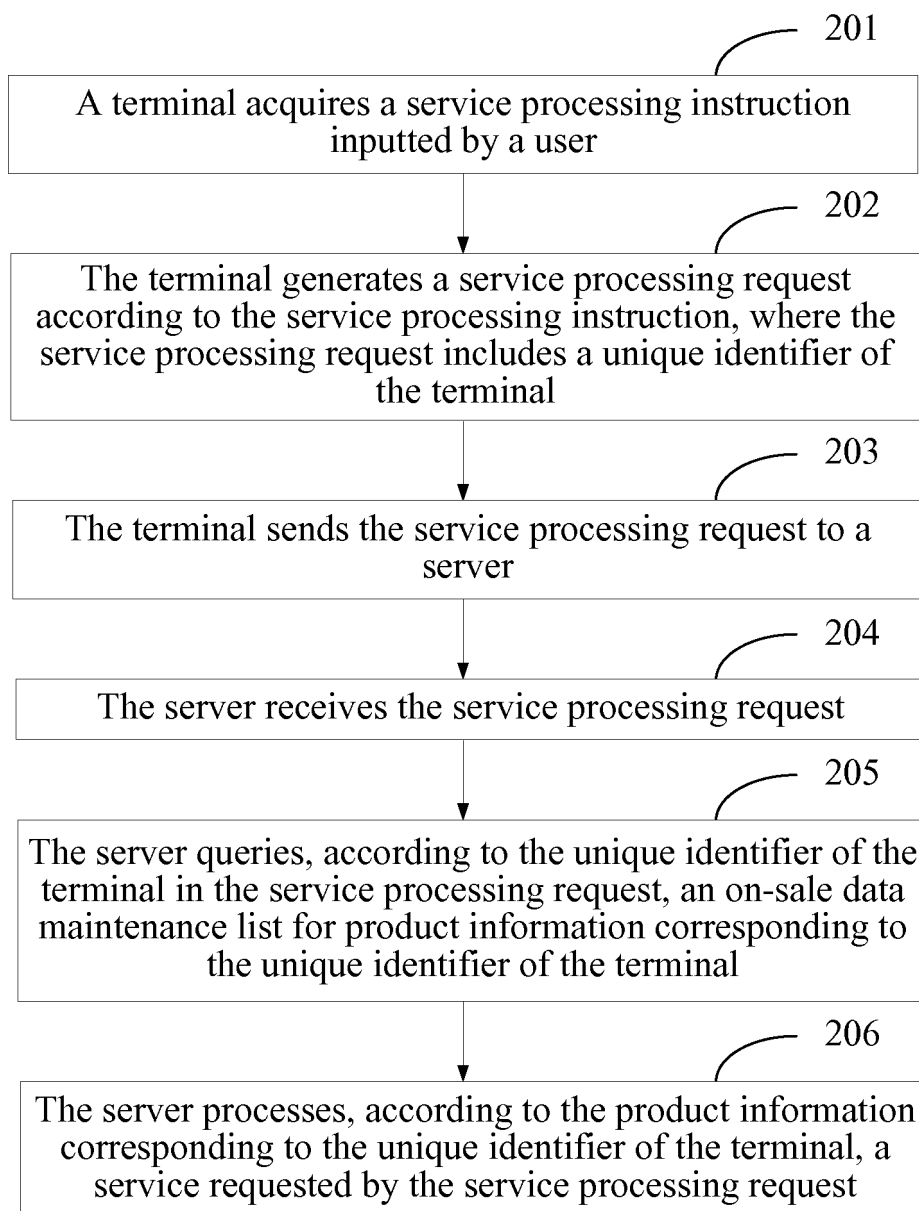 201
A terminal acquires a service processing instruction
inputted by a user
202
The terminal generates a service processing request
according to the service processing instruction, where the
service processing request includes a unique identifier of
the terminal
203
The terminal sends the service processing request to a
server
204
The server receives the service processing request
205
The server queries, according to the unique identifier of the
terminal in the service processing request, an on-sale data
maintenance list for product information corresponding to
the unique identifier of the terminal
206
The server processes, according to the product information
corresponding to the unique identifier of the terminal, a
service requested by the service processing request